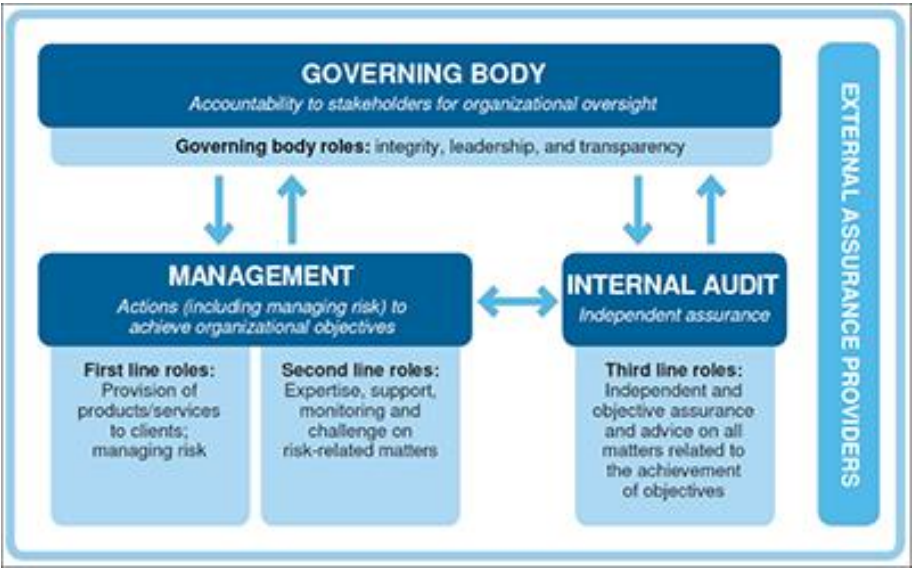 GOVERNING BODY
Accountability to stakeholders for organizational oversight
Governing body roles: integrity, leadership, and transparency
MANAGEMENT
Actions (including managing risk) to
achieve organizational objectives
First line roles:
Provision of
products/services
to clients;
managing risk
Second line roles:
Expertise, support,
monitoring and
challenge on
risk-related matters
INTERNAL AUDIT
Independent assurance
Third line roles:
Independent and
objective assurance
and advice on all
matters related to
the achievement
of objectives
EXTERNAL ASSURANCE PROVIDERS